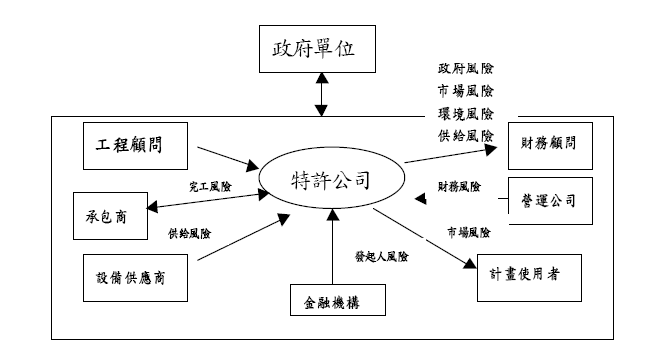 政府單位
政府風險
市場風險
環境風險
供給風險
工程顧問
財務顧問
特許公司
完工風險
財務風險
承包商
營運公司
供給風險
市場風險
發起人風險
設備供應商
計畫使用者
金融機構